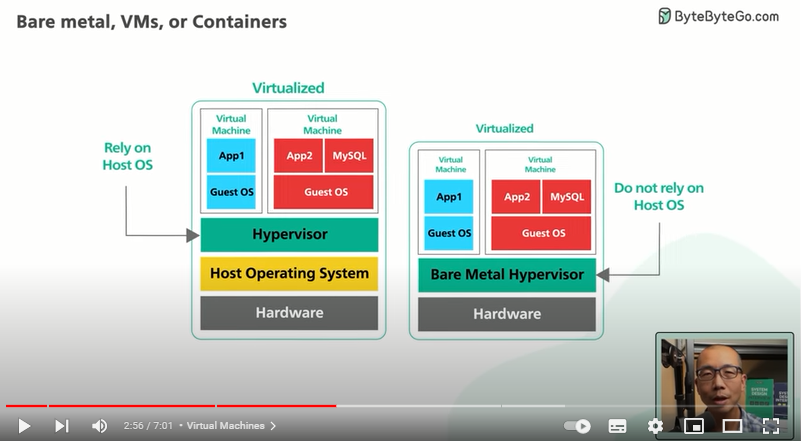 Bare metal, VMs, or Containers
ByteByteGo.com
Virtualized
Virtual
Machine
App1
Guest OS
Virtual
Machine
App2
MySQL
Guest OS
Hypervisor
Host Operating System
Hardware
Rely on
Host OS
Virtualized
Virtual
Machine
App1
Guest OS
Virtual
Machine
App2
MySQL
Guest OS
Bare Metal Hypervisor
Hardware
Do not rely on
Host OS
2:56 / 7:01 • Virtual Machines >
SYSTEM
DESIGN